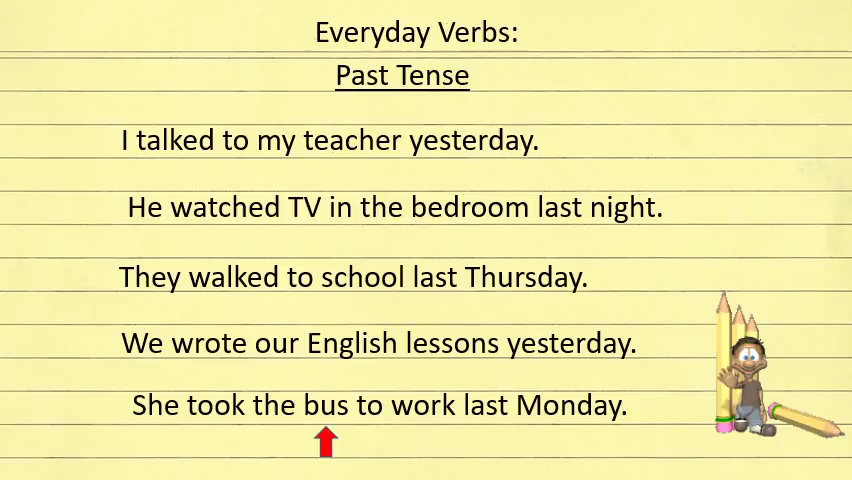 Everyday Verbs:
Past Tense
I talked to my teacher yesterday.
He watched TV in the bedroom last night.
They walked to school last Thursday.
We wrote our English lessons yesterday.
She took the bus to work last Monday.